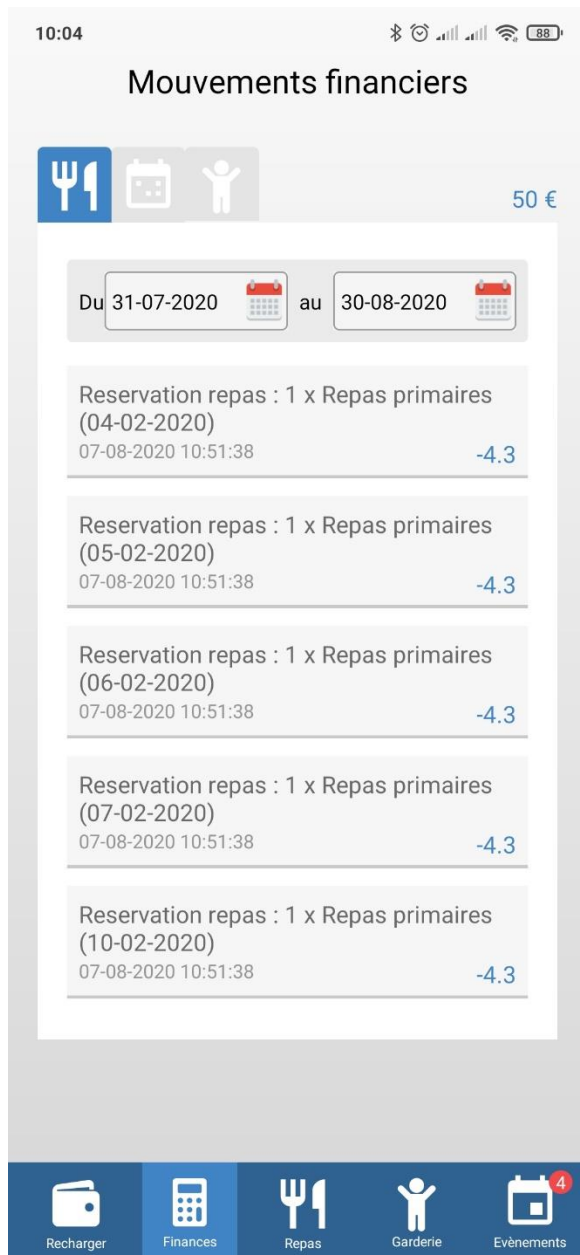 10:04
88
Mouvements financiers
50 €
Du 31-07-2020 au 30-08-2020
Reservation repas : 1 x Repas primaires
(04-02-2020)
07-08-2020 10:51:38 -4.3
Reservation repas : 1 x Repas primaires
(05-02-2020)
07-08-2020 10:51:38 -4.3
Reservation repas : 1 x Repas primaires
(06-02-2020)
07-08-2020 10:51:38 -4.3
Reservation repas : 1 x Repas primaires
(07-02-2020)
07-08-2020 10:51:38 -4.3
Reservation repas : 1 x Repas primaires
(10-02-2020)
07-08-2020 10:51:38 -4.3
4
Recharger Finances Repas Garderie Evènements